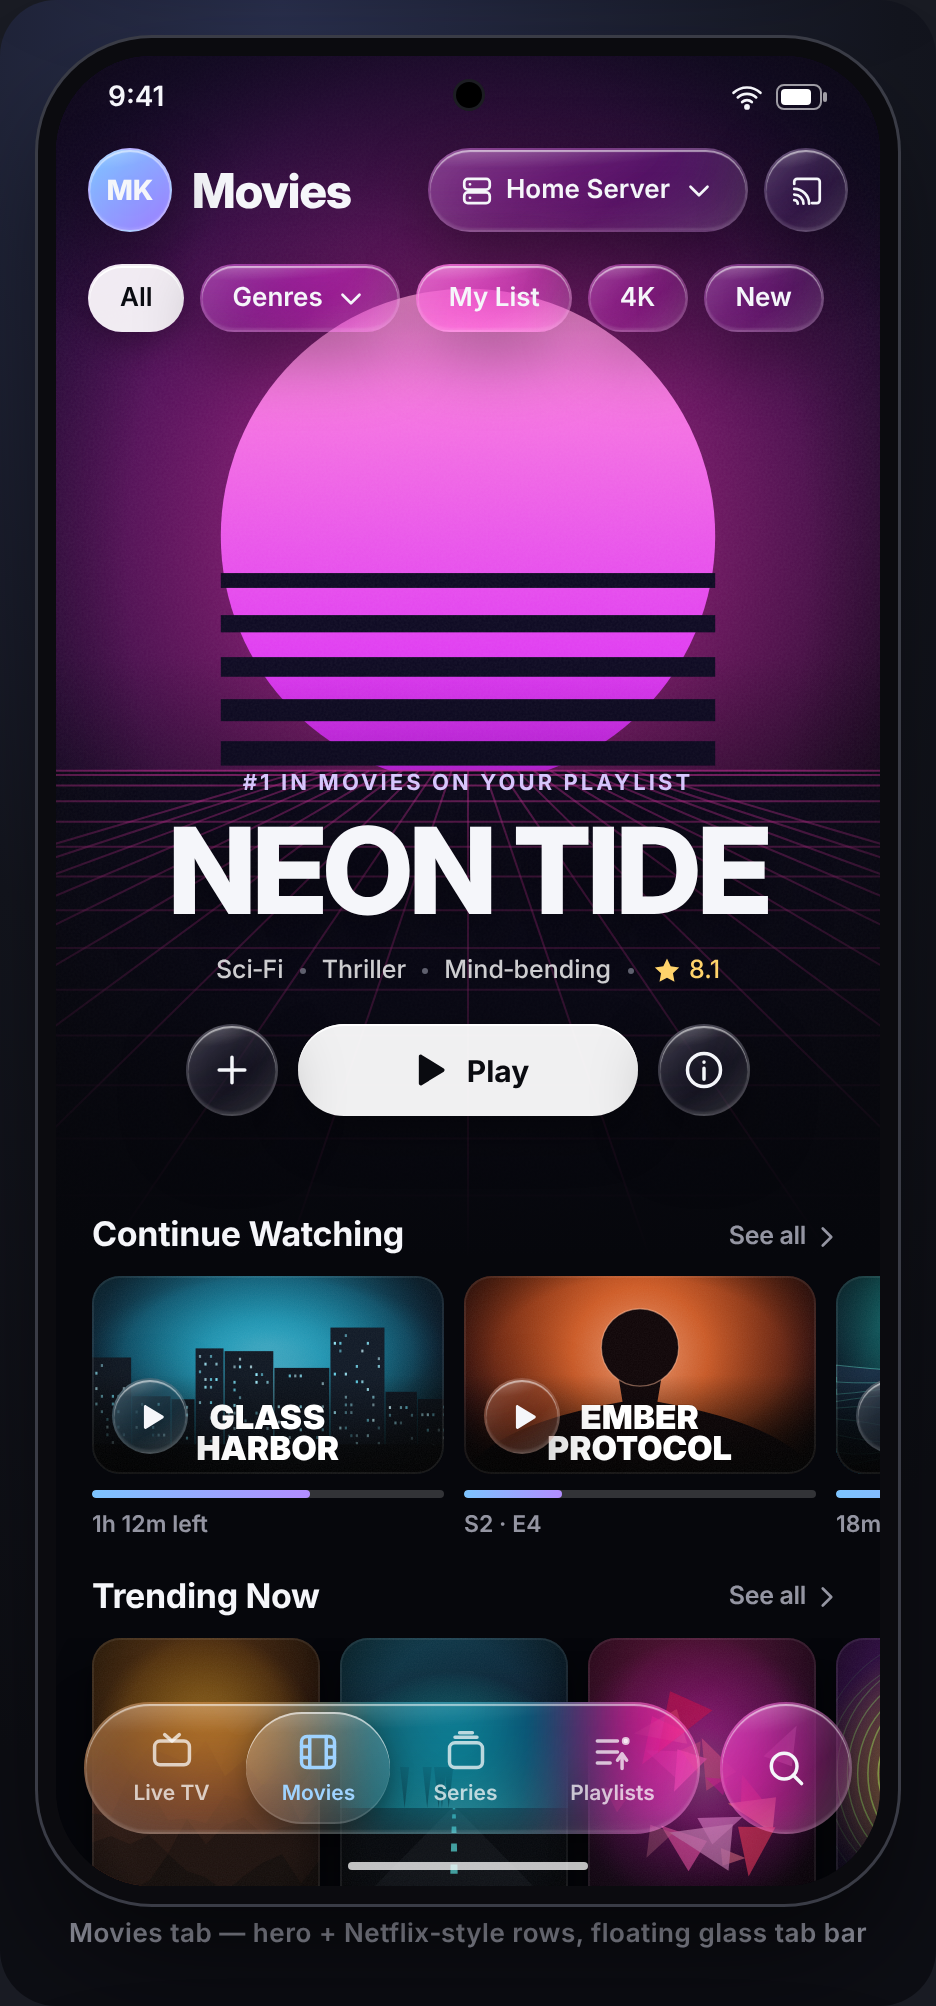 9:41
MK Movies Home Server
All Genres My List 4K New
#1 IN MOVIES ON YOUR PLAYLIST
NEON TIDE
Sci-Fi • Thriller • Mind-bending • 8.1
Play
Continue Watching See all
GLASS
HARBOR
EMBER
PROTOCOL
1h 12m left S2 · E4 18m
Trending Now See all
Live TV Movies Series Playlists
Movies tab — hero + Netflix-style rows, floating glass tab bar